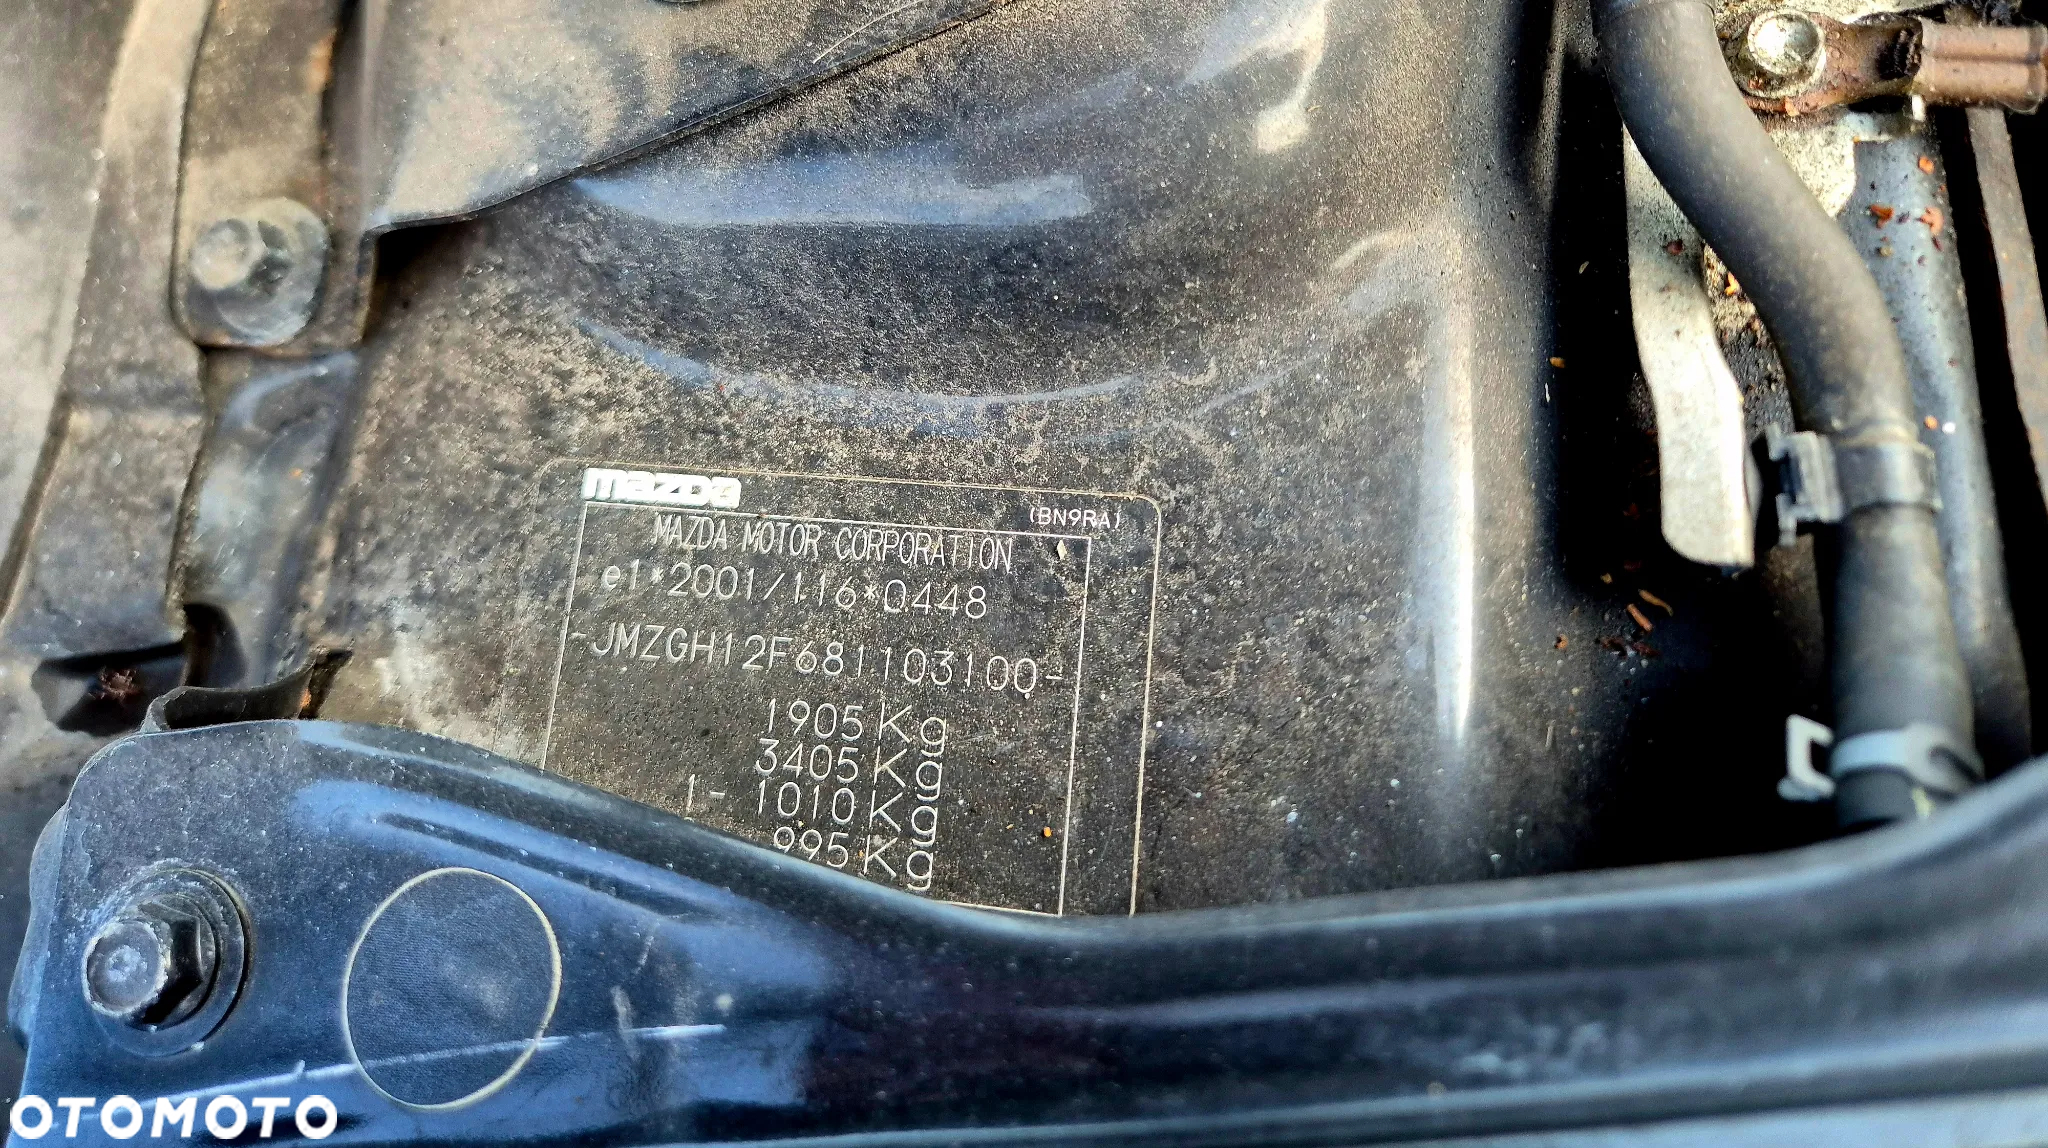 mazda
(BN9RA)
MAZDA MOTOR CORPORATION
e1*2001/116*0448
-JMZGH12F681103100-
1905 Kg
3405 Kg
1- 1010 Kg
995 Kg
OTOMOTO